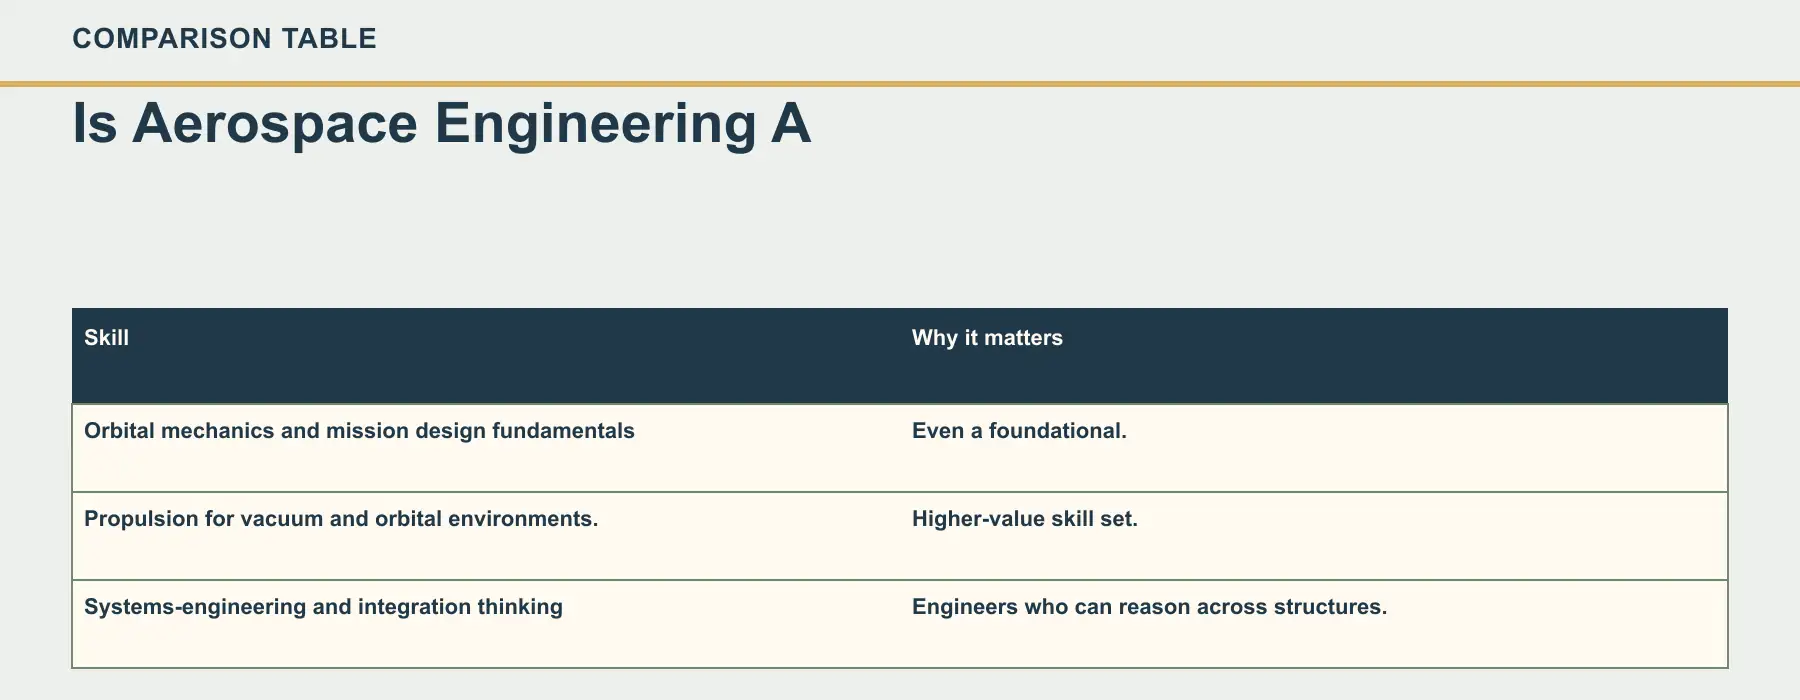 COMPARISON TABLE
Is Aerospace Engineering A
Skill Why it matters
Orbital mechanics and mission design fundamentals Even a foundational.
Propulsion for vacuum and orbital environments. Higher-value skill set.
Systems-engineering and integration thinking Engineers who can reason across structures.